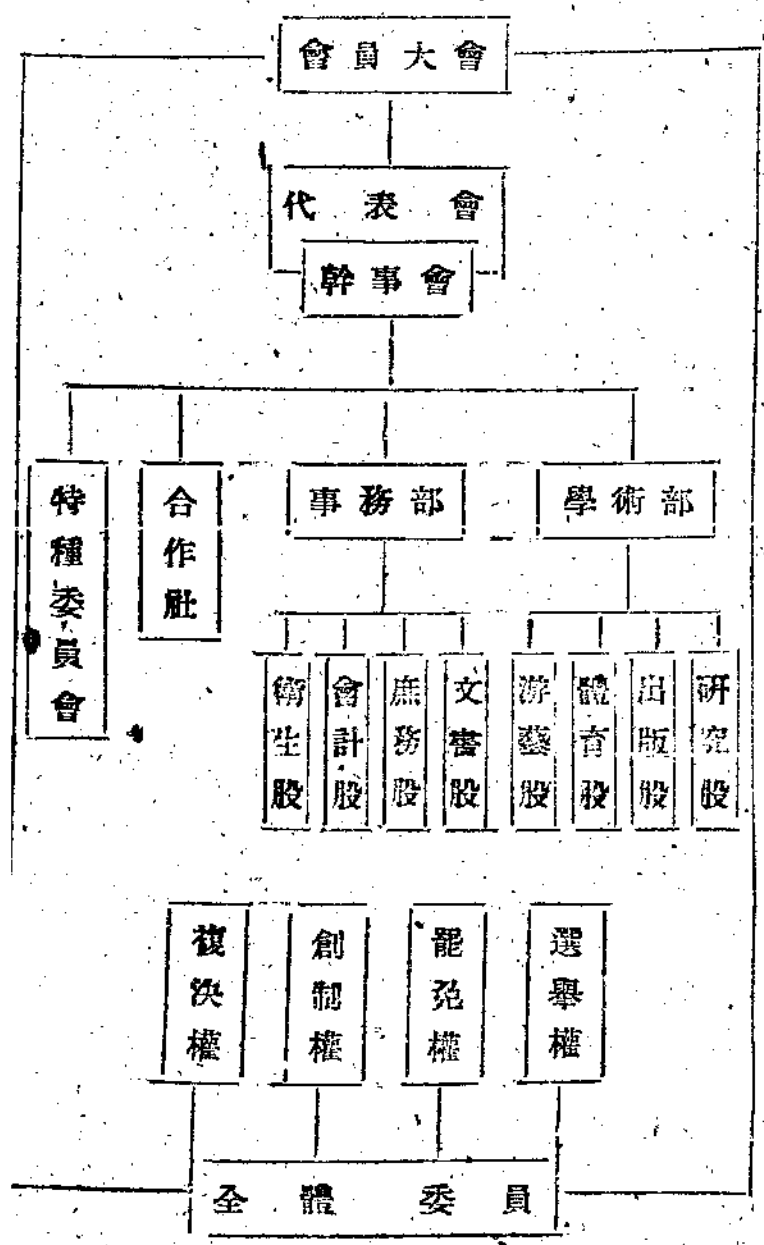 會員大會
代表會
幹事會
特種委員會
合作社
事務部
學術部
衛生股
會計股
庶務股
文書股
游藝股
體育股
出版股
研究股
複決權
創制權
罷免權
選舉權
全體委員